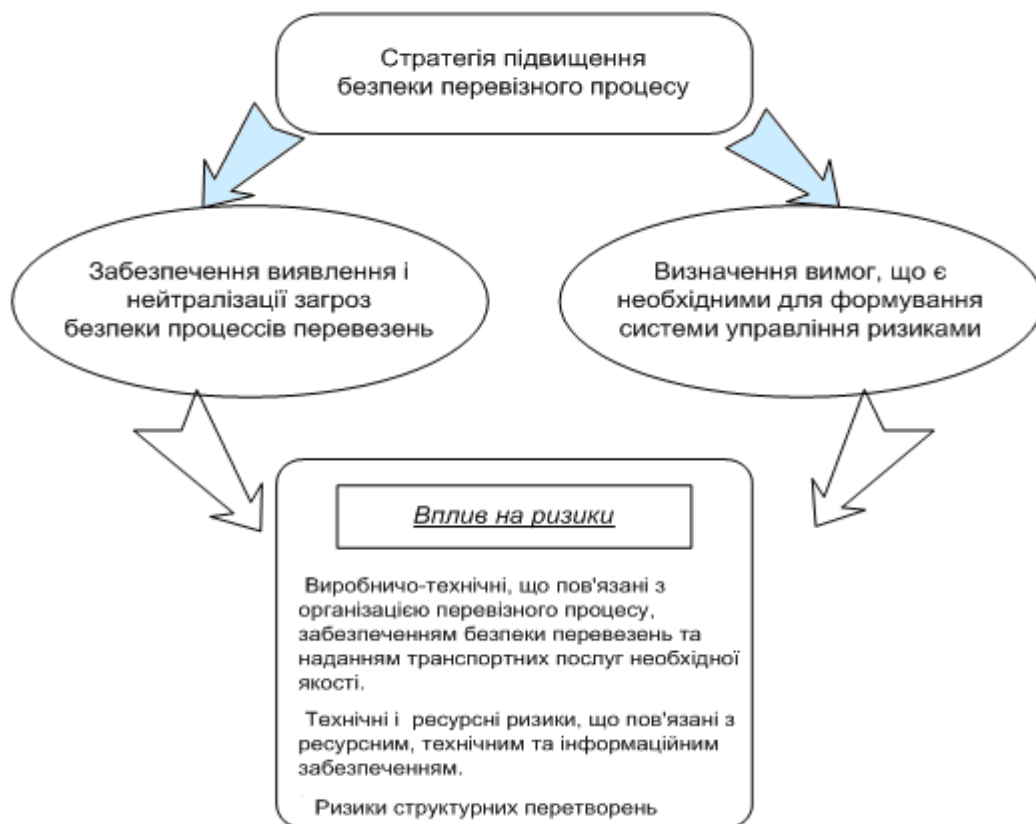 Стратегія підвищення
безпеки перевізного процесу
Забезпечення виявлення і
нейтралізації загроз
безпеки процессів перевезень
Визначення вимог, що є
необхідними для формування
системи управління ризиками
Вплив на ризики
Виробничо-технічні, що пов'язані з
організацією перевізного процесу,
забезпеченням безпеки перевезень та
наданням транспортних послуг необхідної
якості.
Технічні і ресурсні ризики, що пов'язані з
ресурсним, технічним та інформаційним
забезпеченням.
Ризики структурних перетворень